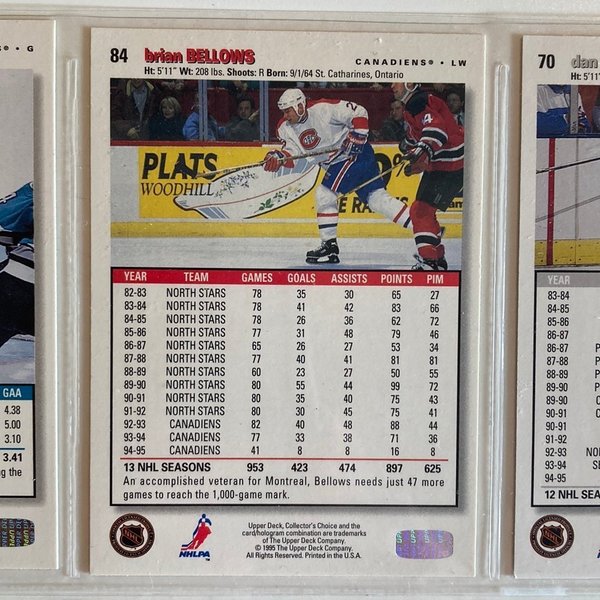 ® • G
GAA
4.38
5.00
3.10
3.41
ng the
84 brian BELLOWS
CANADIENS® • LW
Ht: 5'11" Wt: 208 lbs. Shoots: R Born: 9/1/64 St. Catharines, Ontario
PLATS
WOODHILL
YEAR TEAM GAMES GOALS ASSISTS POINTS PIM
82-83 NORTH STARS 78 35 30 65 27
83-84 NORTH STARS 78 41 42 83 66
84-85 NORTH STARS 78 26 36 62 72
85-86 NORTH STARS 77 31 48 79 46
86-87 NORTH STARS 65 26 27 53 34
87-88 NORTH STARS 77 40 41 81 81
88-89 NORTH STARS 60 23 27 50 55
89-90 NORTH STARS 80 55 44 99 72
90-91 NORTH STARS 80 35 40 75 43
91-92 NORTH STARS 80 30 45 75 41
92-93 CANADIENS 82 40 48 88 44
93-94 CANADIENS 77 33 38 71 36
94-95 CANADIENS 41 8 8 16 8
13 NHL SEASONS 953 423 474 897 625
An accomplished veteran for Montreal, Bellows needs just 47 more
games to reach the 1,000-game mark.
NHL
NHLPA
Upper Deck, Collector's Choice and the
card/hologram combination are trademarks
of The Upper Deck Company.
© 1995 The Upper Deck Company.
All Rights Reserved. Printed in the U.S.A.
70 dan
Ht: 5'11"
YEAR
83-84
84-85
85-86
86-87 P
87-88 P
88-89 P
89-90 P
90-91 P
91-92
92-93 NO
93-94 SE
94-95
12 NHL SEASONS
NHL